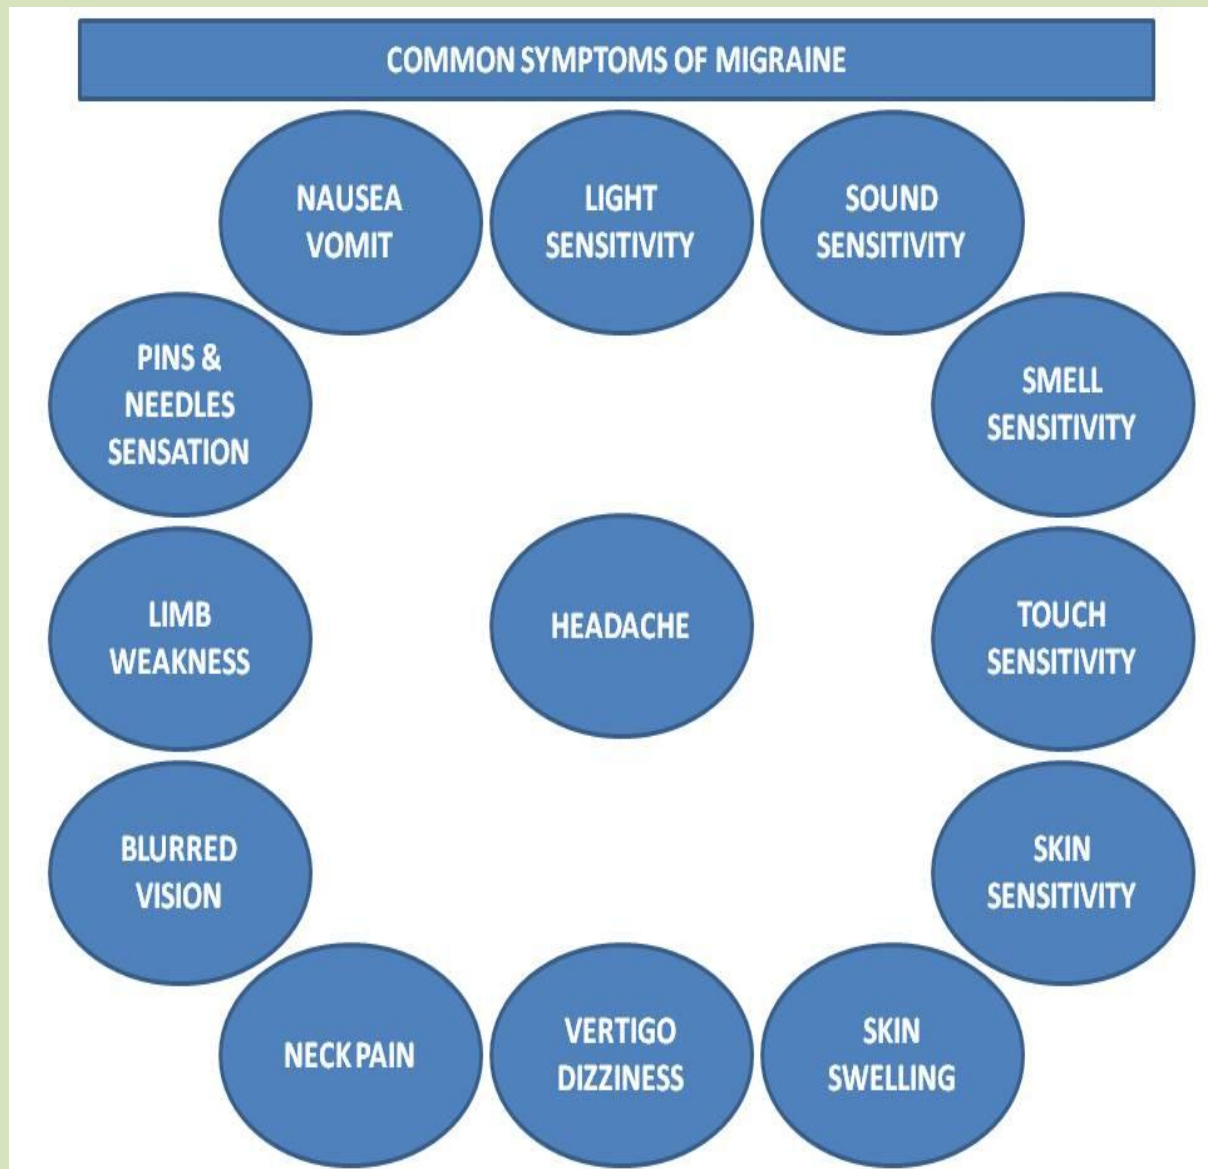 COMMON SYMPTOMS OF MIGRAINE
NAUSEA
VOMIT
LIGHT
SENSITIVITY
SOUND
SENSITIVITY
PINS &
NEEDLES
SENSATION
SMELL
SENSITIVITY
LIMB
WEAKNESS
HEADACHE
TOUCH
SENSITIVITY
BLURRED
VISION
SKIN
SENSITIVITY
NECK PAIN
VERTIGO
DIZZINESS
SKIN
SWELLING